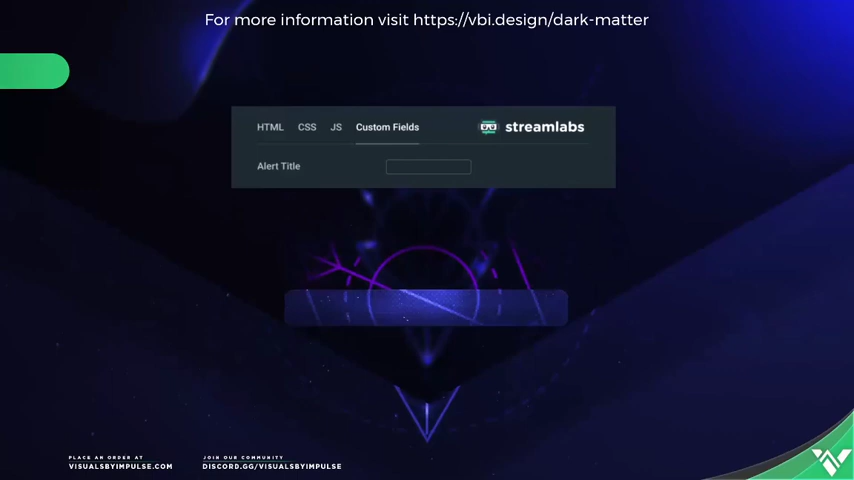 For more information visit https://vbi.design/dark-matter
HTML CSS JS Custom Fields streamlabs
Alert Title
PLACE AN ORDER AT
VISUALSBYIMPULSE.COM
JOIN OUR COMMUNITY
DISCORD.GG/VISUALSBYIMPULSE